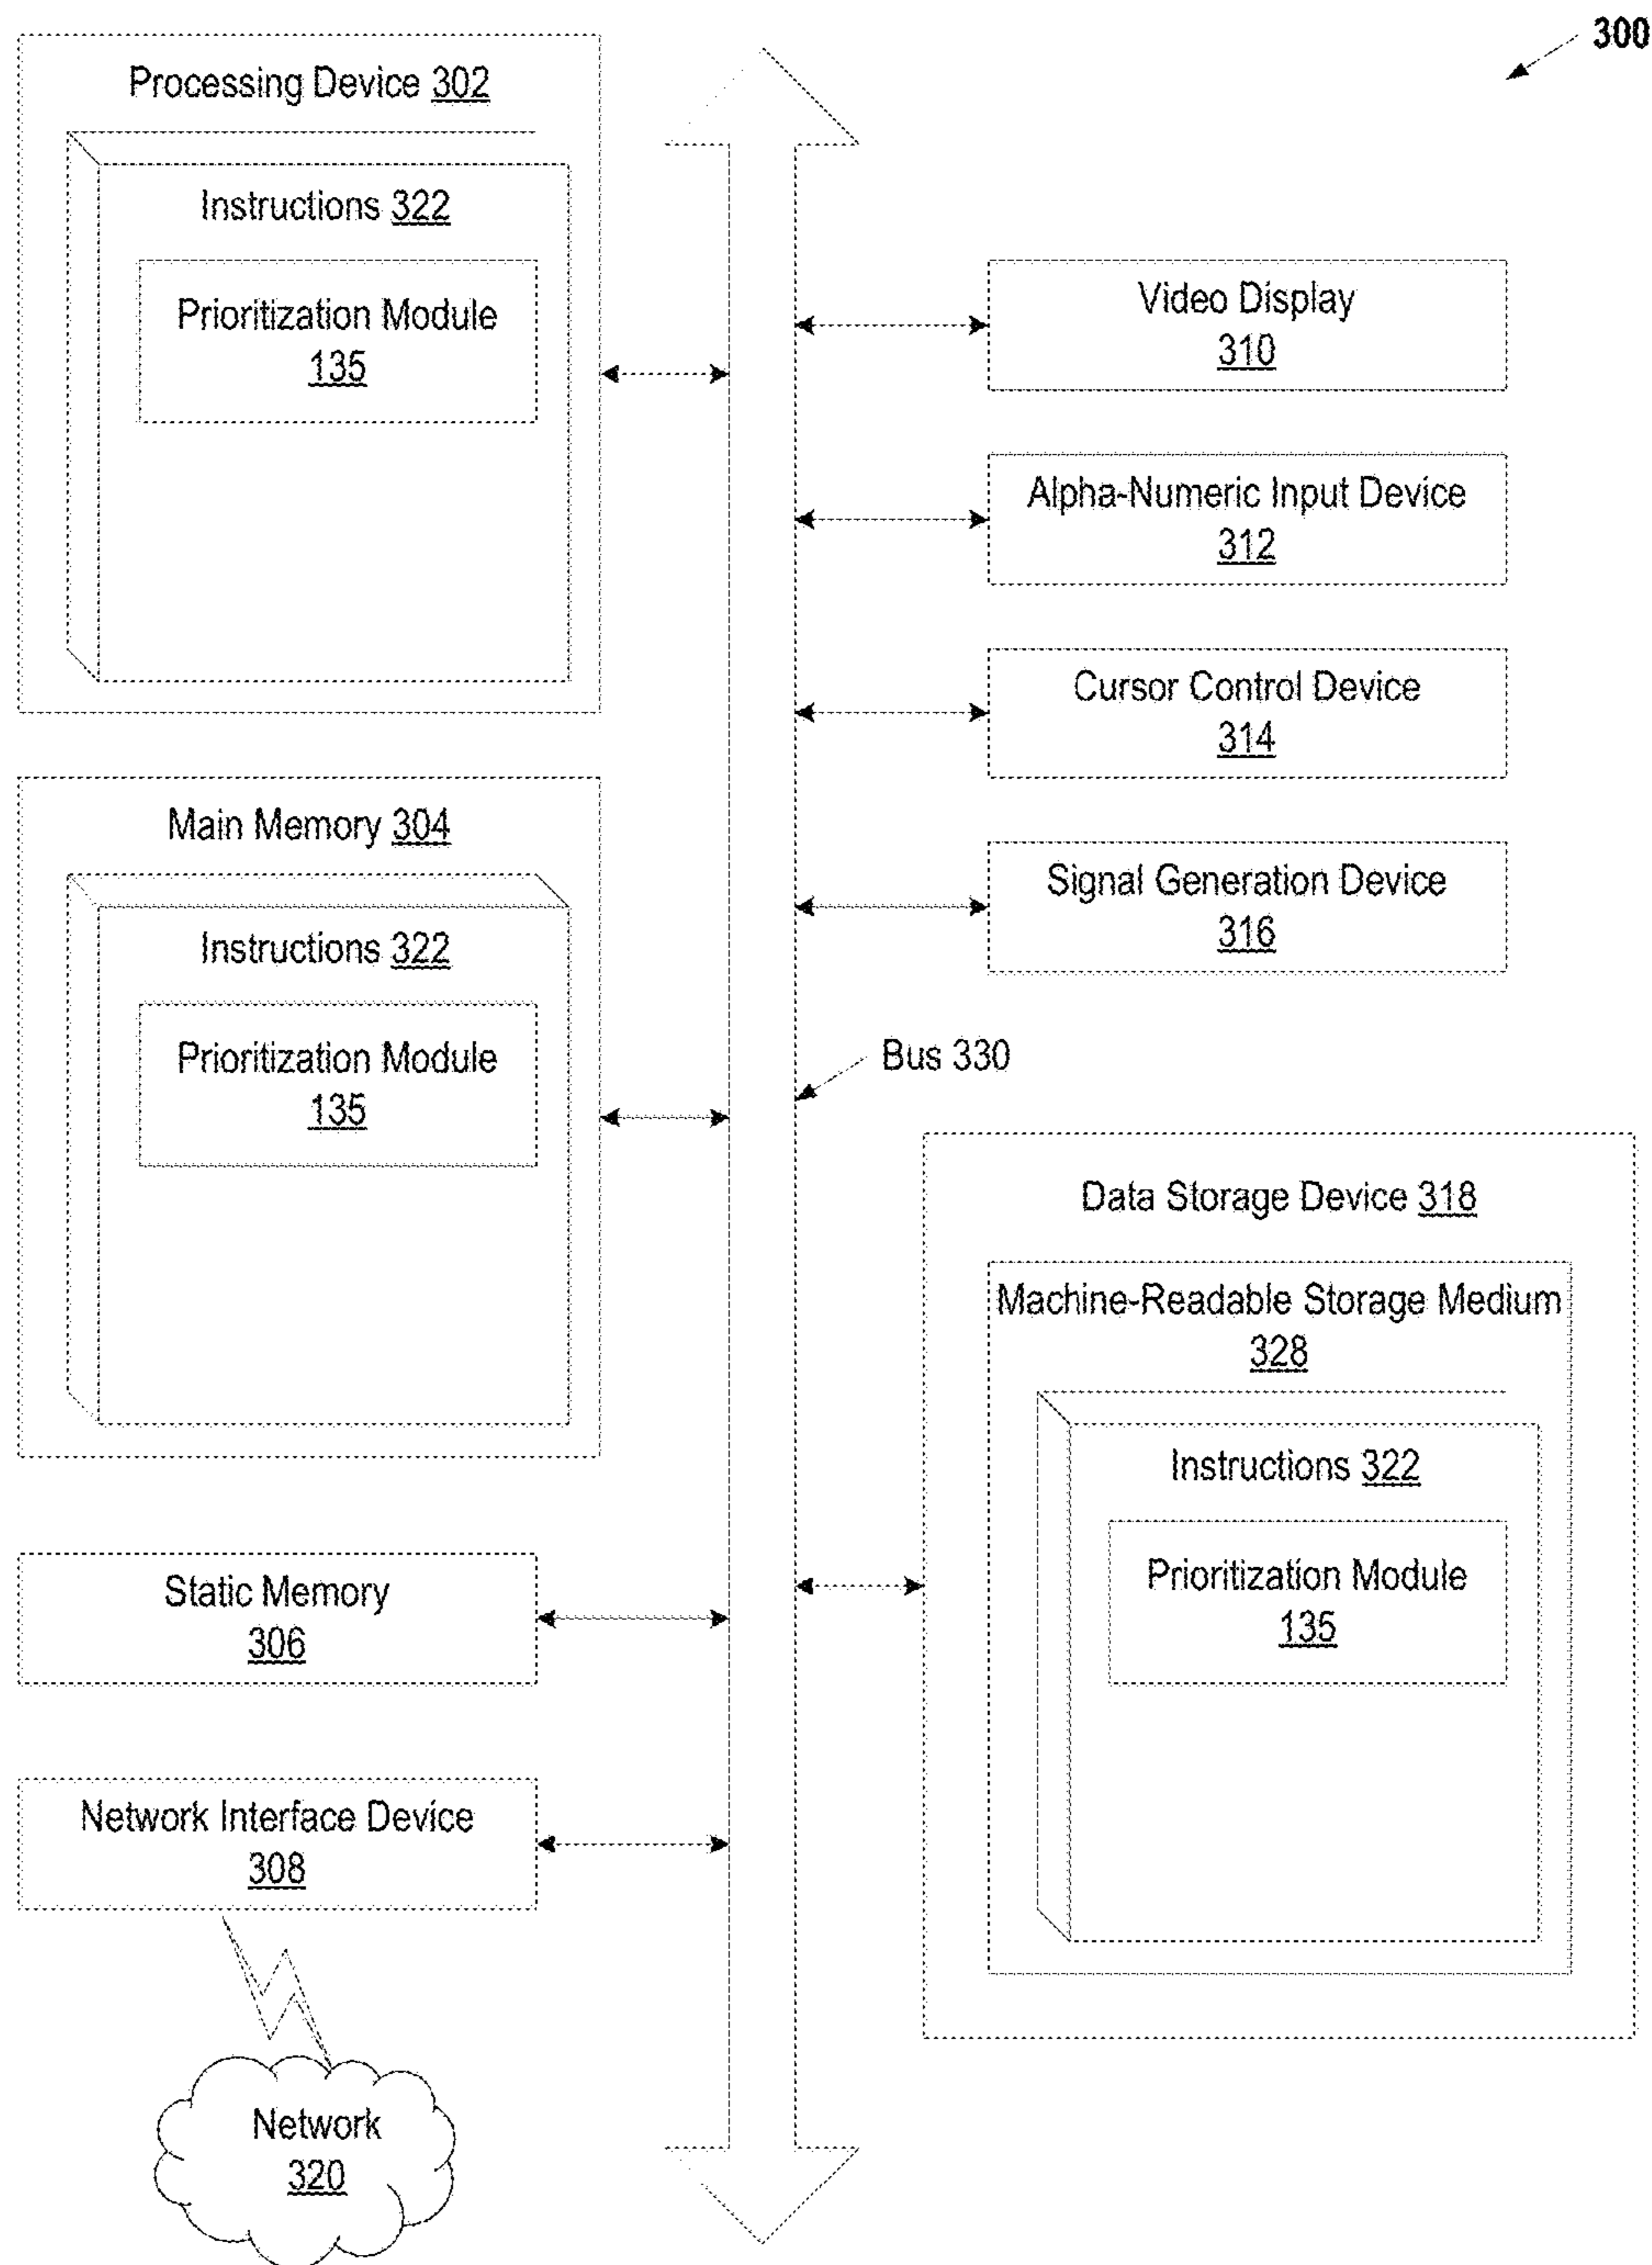 300
Processing Device 302
Instructions 322
Prioritization Module
135
Main Memory 304
Instructions 322
Prioritization Module
135
Static Memory
306
Network Interface Device
308
Network
320
Video Display
310
Alpha-Numeric Input Device
312
Cursor Control Device
314
Signal Generation Device
316
Bus 330
Data Storage Device 318
Machine-Readable Storage Medium
328
Instructions 322
Prioritization Module
135